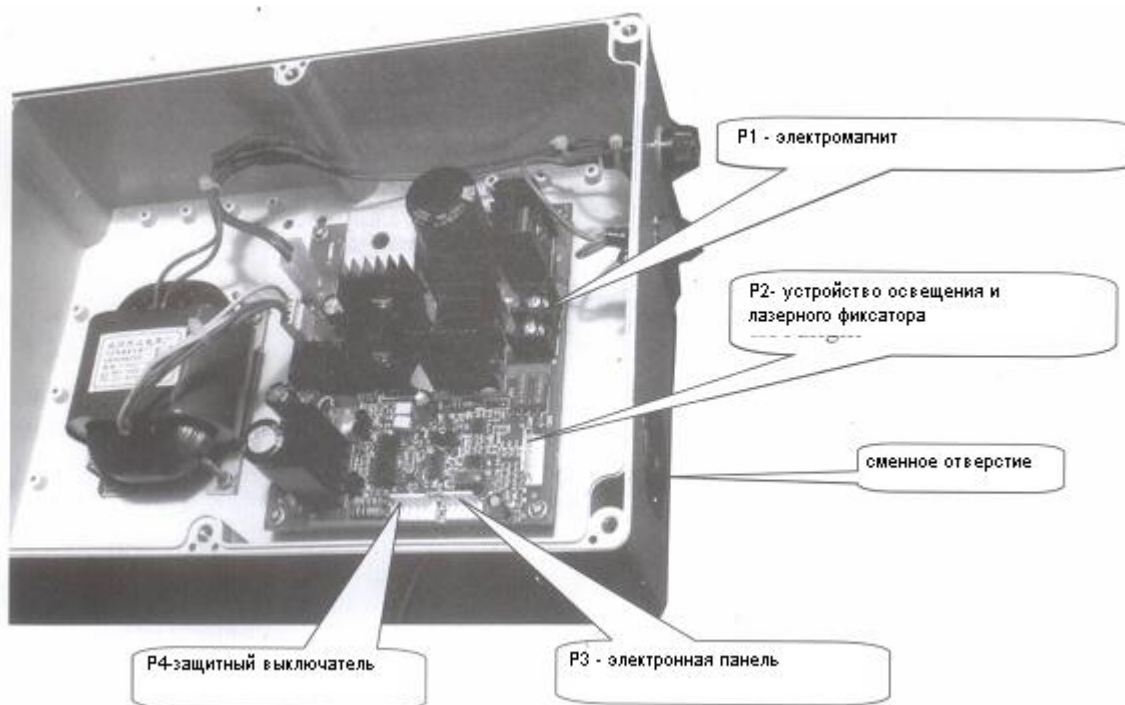 P1 - электромагнит
P2- устройство освещения и
лазерного фиксатора
сменное отверстие
P4-защитный выключатель
P3 - электронная панель